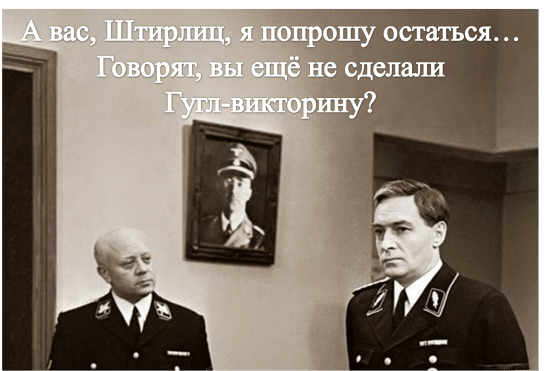 А вас, Штирлиц, я попрошу остаться…
Говорят, вы ещё не сделали
Гугл-викторину?